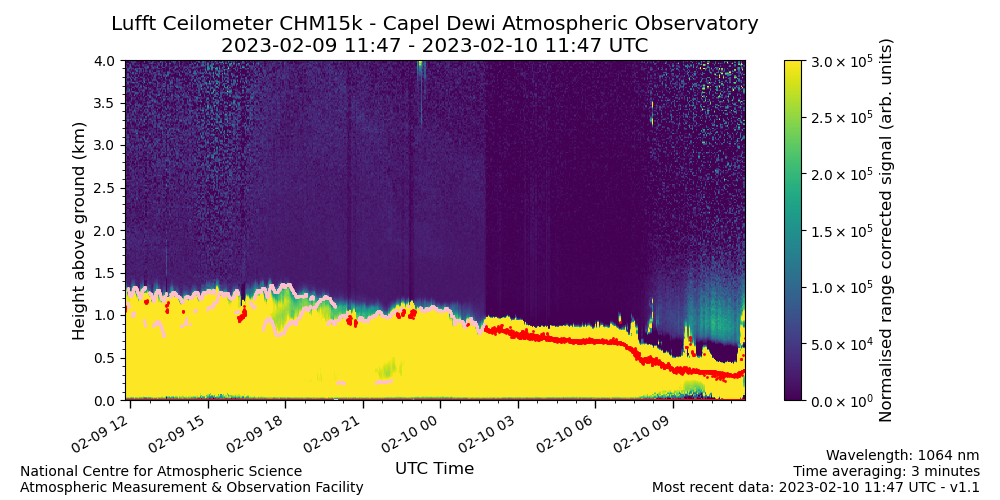 Lufft Ceilometer CHM15k - Capel Dewi Atmospheric Observatory
2023-02-09 11:47 - 2023-02-10 11:47 UTC
Height above ground (km)
4.0
3.5
3.0
2.5
2.0
1.5
1.0
0.5
0.0
02-09 12
02-09 15
02-09 18
02-09 21
02-10 00
02-10 03
02-10 06
02-10 09
UTC Time
3.0 × 10⁵
2.5 × 10⁵
2.0 × 10⁵
1.5 × 10⁵
1.0 × 10⁵
5.0 × 10⁴
0.0 × 10⁰
Normalised range corrected signal (arb. units)
National Centre for Atmospheric Science
Atmospheric Measurement & Observation Facility
Wavelength: 1064 nm
Time averaging: 3 minutes
Most recent data: 2023-02-10 11:47 UTC - v1.1